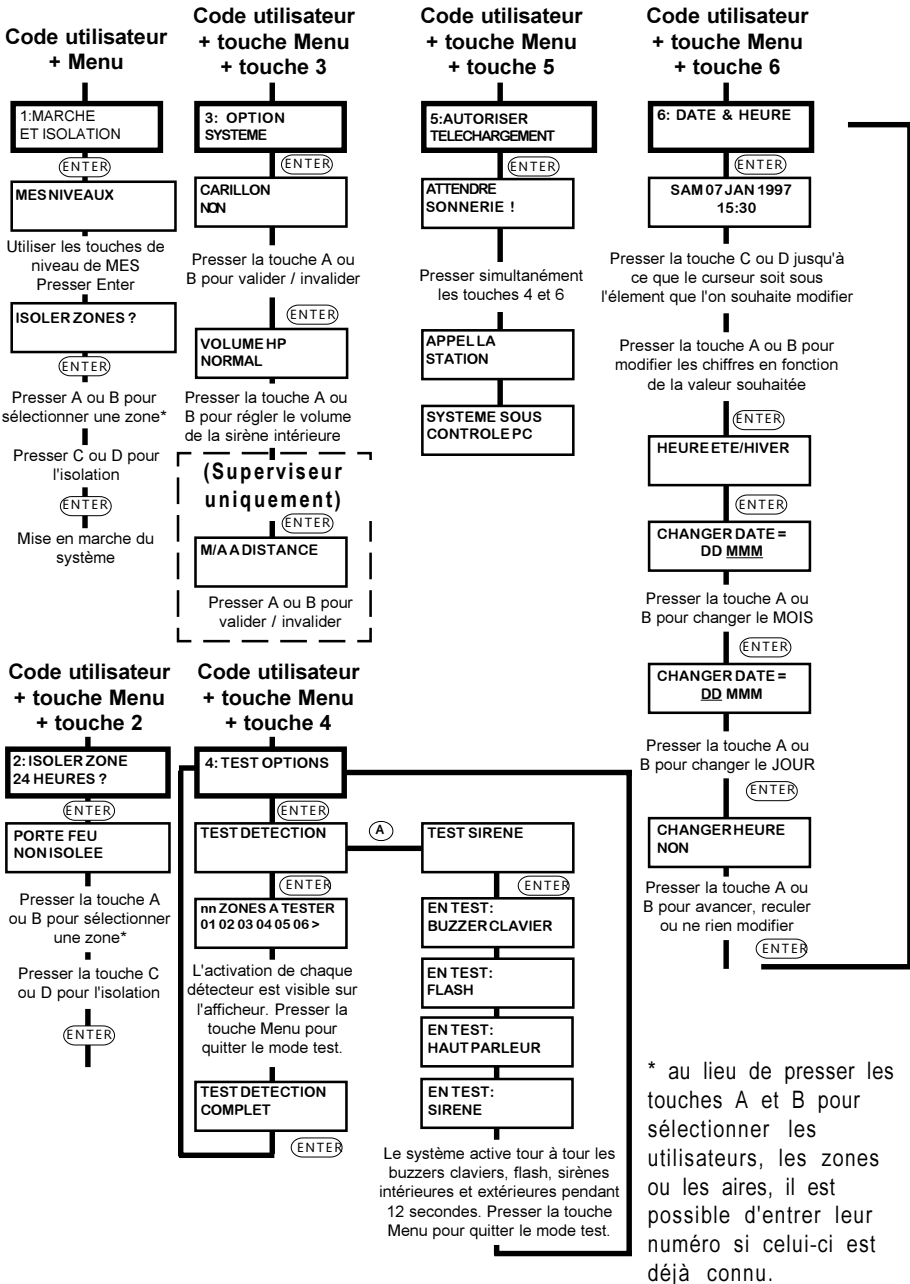 Code utilisateur
+ Menu
1:MARCHE
ET ISOLATION
ENTER
MES NIVEAUX
Utiliser les touches de
niveau de MES
Presser Enter
ISOLER ZONES ?
ENTER
Presser A ou B pour
sélectionner une zone*
Presser C ou D pour
l'isolation
ENTER
Mise en marche du
système
Code utilisateur
+ touche Menu
+ touche 3
3: OPTION
SYSTEME
ENTER
CARILLON
NON
Presser la touche A ou
B pour valider / invalider
ENTER
VOLUME HP
NORMAL
Presser la touche A ou
B pour régler le volume
de la sirène intérieure
(Superviseur
uniquement)
ENTER
M/A A DISTANCE
Presser A ou B pour
valider / invalider
Code utilisateur
+ touche Menu
+ touche 5
5:AUTORISER
TELECHARGEMENT
ENTER
ATTENDRE
SONNERIE !
Presser simultanément
les touches 4 et 6
APPEL LA
STATION
SYSTEME SOUS
CONTROLE PC
Code utilisateur
+ touche Menu
+ touche 6
6: DATE & HEURE
ENTER
SAM 07 JAN 1997
15:30
Presser la touche C ou D jusqu'à
ce que le curseur soit sous
l'élement que l'on souhaite modifier
Presser la touche A ou B pour
modifier les chiffres en fonction
de la valeur souhaitée
ENTER
HEURE ETE/HIVER
ENTER
CHANGER DATE =
DD MMM
Presser la touche A ou
B pour changer le MOIS
ENTER
CHANGER DATE =
DD MMM
Presser la touche A ou
B pour changer le JOUR
ENTER
CHANGER HEURE
NON
Presser la touche A ou
B pour avancer, reculer
ou ne rien modifier
ENTER
Code utilisateur
+ touche Menu
+ touche 2
2: ISOLER ZONE
24 HEURES ?
ENTER
PORTE FEU
NON ISOLEE
Presser la touche A
ou B pour sélectionner
une zone*
Presser la touche C
ou D pour l'isolation
ENTER
Code utilisateur
+ touche Menu
+ touche 4
4: TEST OPTIONS
ENTER
TEST DETECTION
A
TEST SIRENE
ENTER
nn ZONES A TESTER
01 02 03 04 05 06 >
L'activation de chaque
détecteur est visible sur
l'afficheur. Presser la
touche Menu pour
quitter le mode test.
TEST DETECTION
COMPLET
ENTER
ENTER
EN TEST:
BUZZER CLAVIER
EN TEST:
FLASH
EN TEST:
HAUT PARLEUR
EN TEST:
SIRENE
Le système active tour à tour les
buzzers claviers, flash, sirènes
intérieures et extérieures pendant
12 secondes. Presser la touche
Menu pour quitter le mode test.
* au lieu de presser les
touches A et B pour
sélectionner les
utilisateurs, les zones
ou les aires, il est
possible d'entrer leur
numéro si celui-ci est
déjà connu.